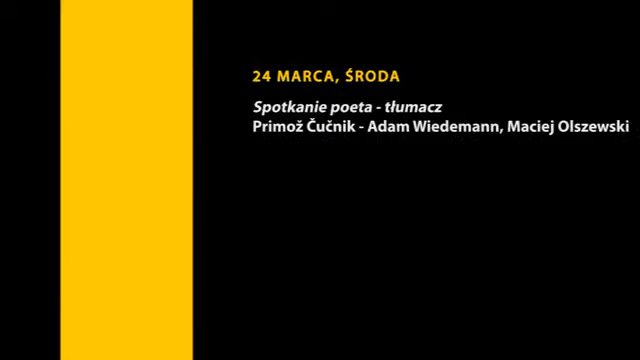 24 MARCA, ŚRODA
Spotkanie poeta - tłumacz
Primož Čučnik - Adam Wiedemann, Maciej Olszewski